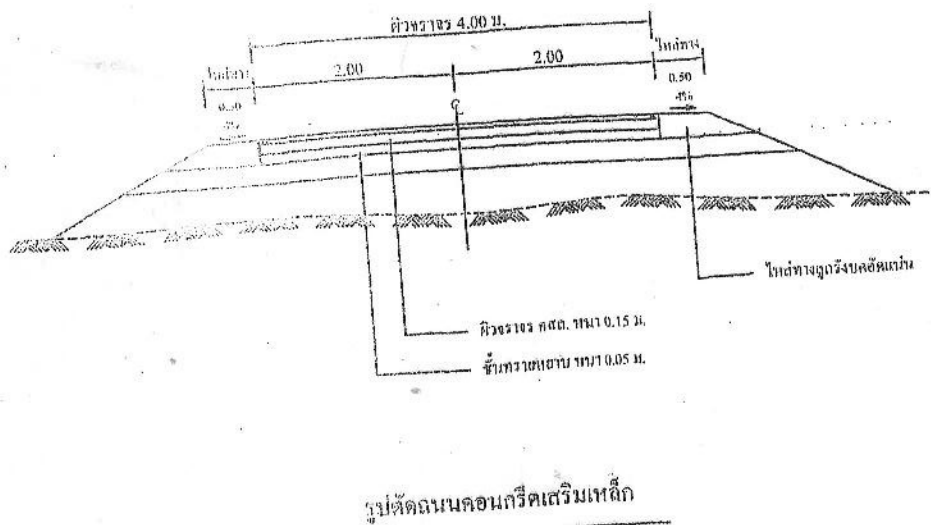 ผิวจราจร 4.00 ม.
ไหล่ทาง 2.00 2.00 ไหล่ทาง
0.50 0.50
4% 4%
ไหล่ทางลูกรังบดอัดแน่น
ผิวจราจร คสล. หนา 0.15 ม.
ชั้นทรายหยาบ หนา 0.05 ม.
รูปตัดถนนคอนกรีตเสริมเหล็ก